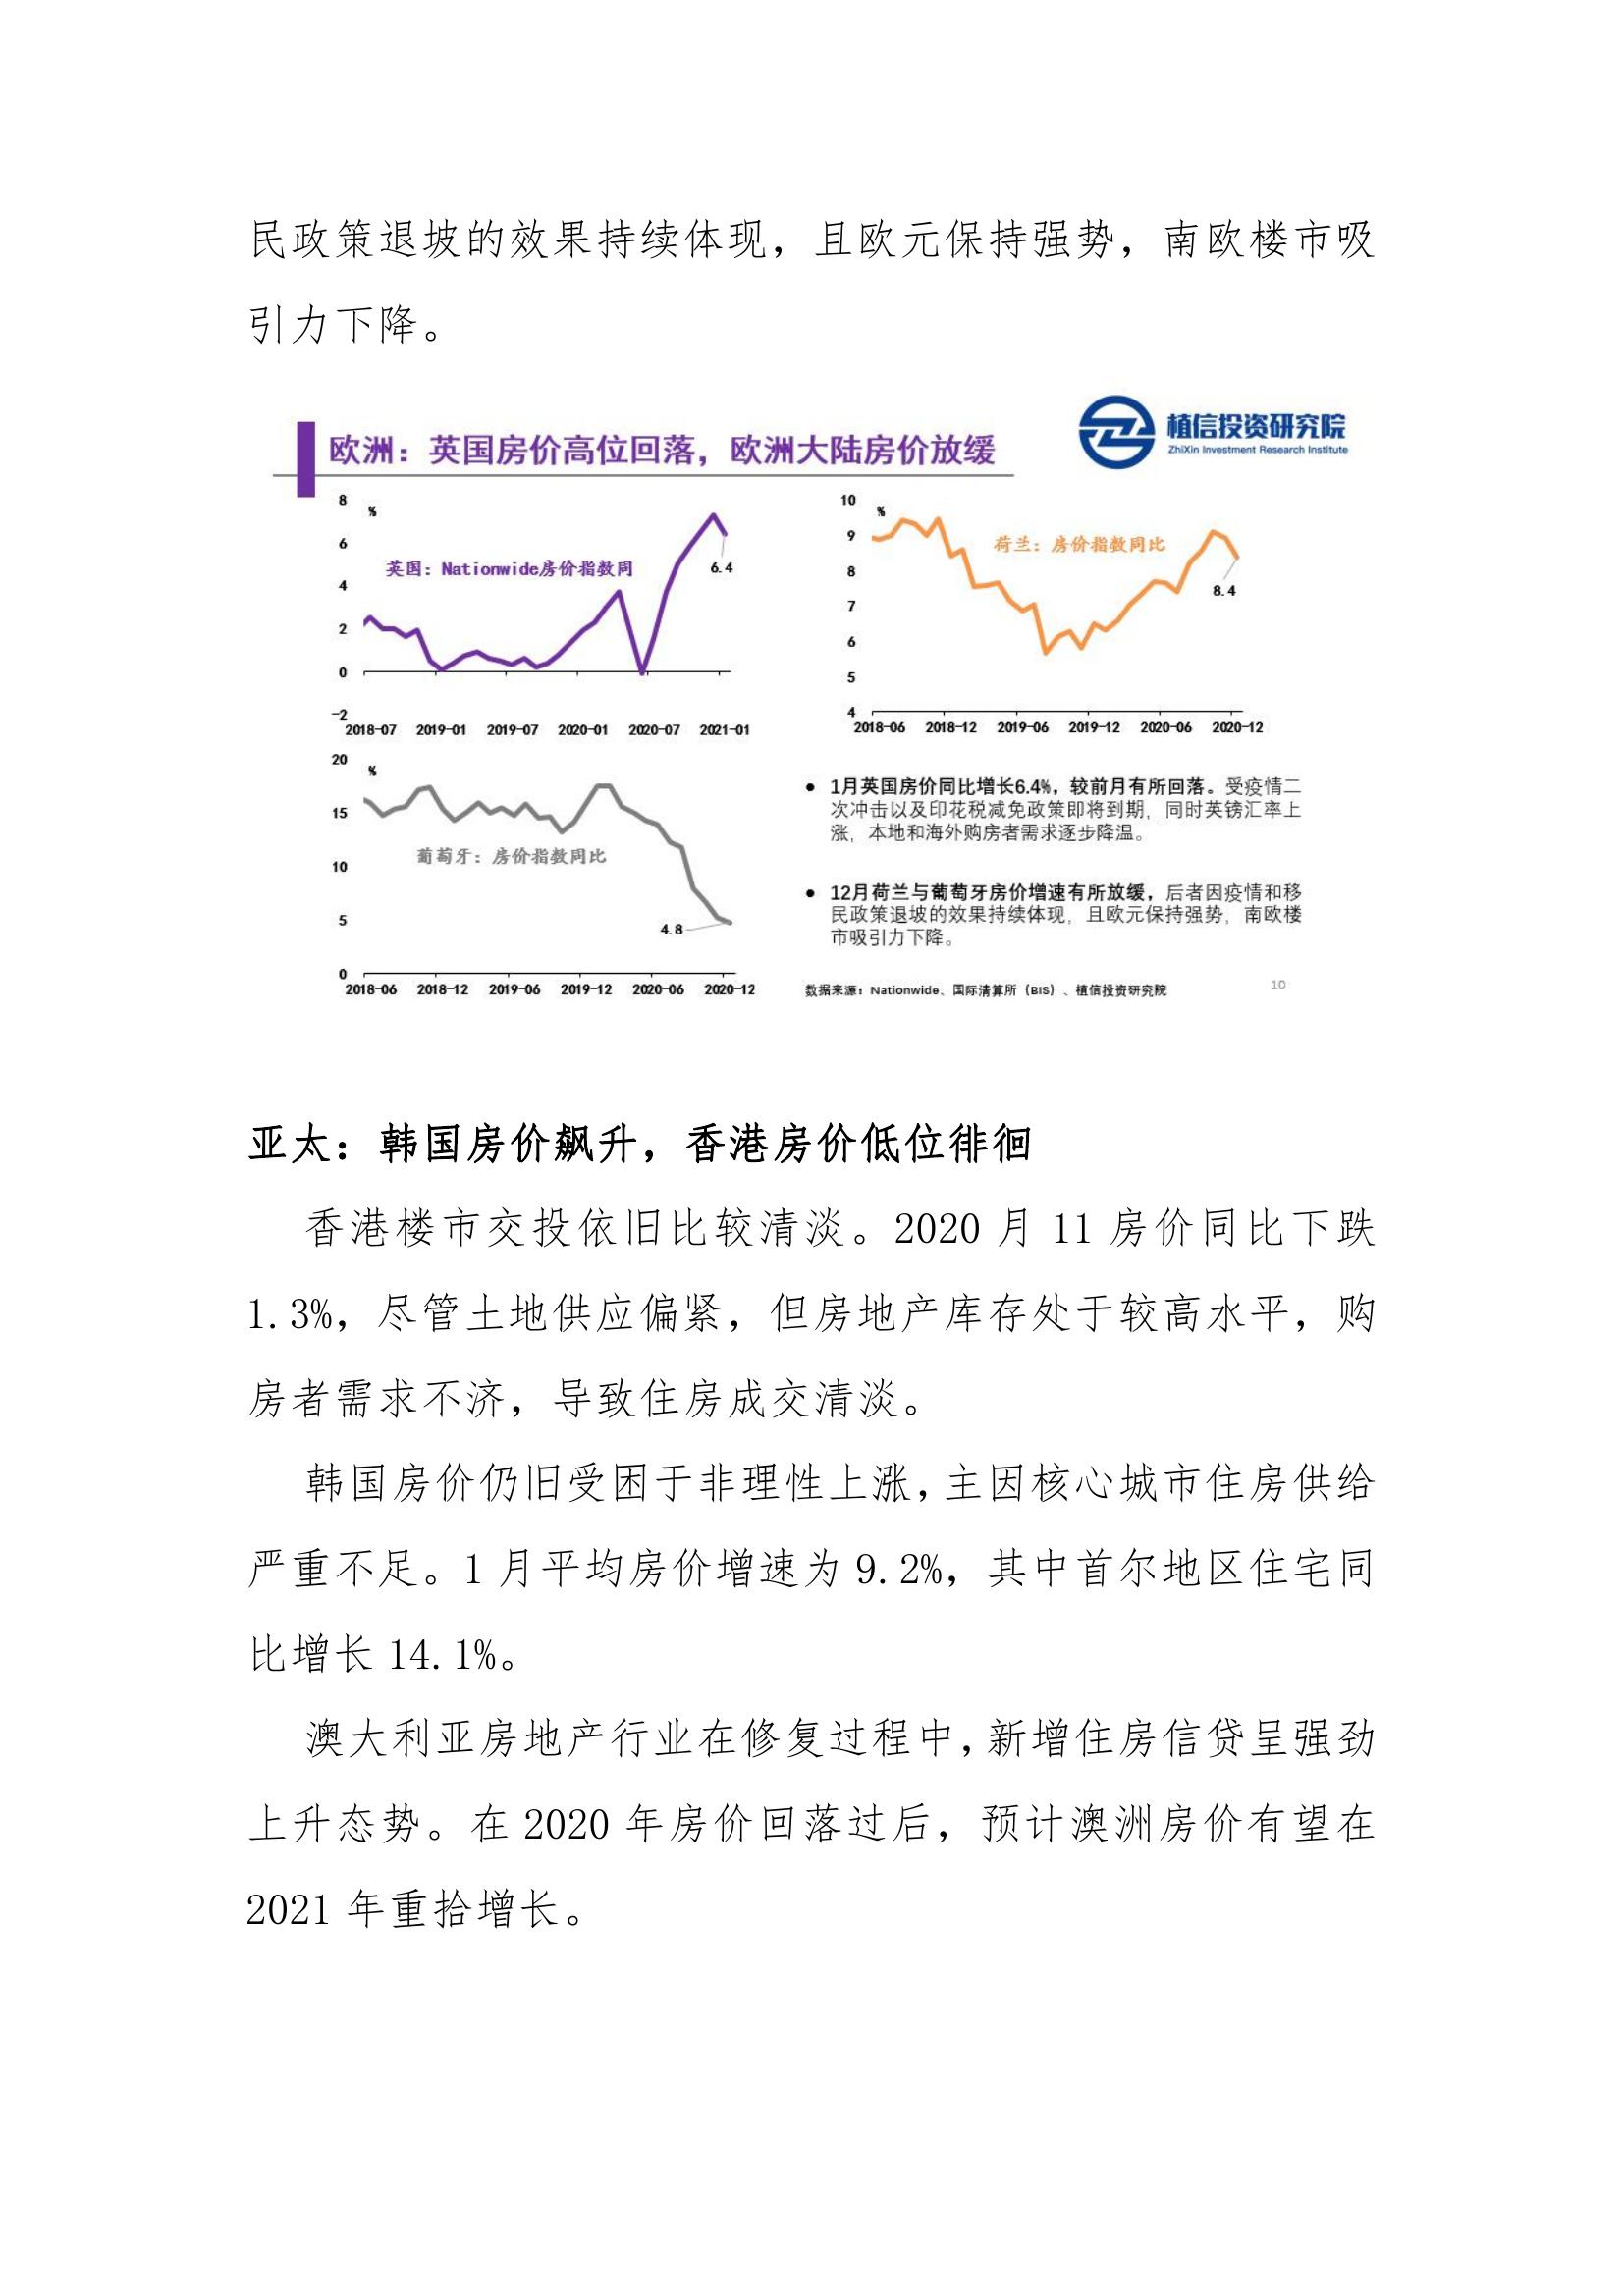 民政策退坡的效果持续体现，且欧元保持强势，南欧楼市吸
引力下降。
植信投资研究院
ZhiXin Investment Research Institute
欧洲：英国房价高位回落，欧洲大陆房价放缓
8
%
6
英国：Nationwide房价指数同
6.4
4
2
0
-2
2018-07 2019-01 2019-07 2020-01 2020-07 2021-01
10
%
9
荷兰：房价指数同比
8
8.4
7
6
5
4
2018-06 2018-12 2019-06 2019-12 2020-06 2020-12
20
%
15
葡萄牙：房价指数同比
10
5
4.8
0
2018-06 2018-12 2019-06 2019-12 2020-06 2020-12
● 1月英国房价同比增长6.4%，较前月有所回落。受疫情二
次冲击以及印花税减免政策即将到期，同时英镑汇率上
涨，本地和海外购房者需求逐步降温。
● 12月荷兰与葡萄牙房价增速有所放缓，后者因疫情和移
民政策退坡的效果持续体现，且欧元保持强势，南欧楼
市吸引力下降。
数据来源：Nationwide、国际清算所（BIS）、植信投资研究院
10
亚太：韩国房价飙升，香港房价低位徘徊
香港楼市交投依旧比较清淡。2020 月 11 房价同比下跌
1.3%，尽管土地供应偏紧，但房地产库存处于较高水平，购
房者需求不济，导致住房成交清淡。
韩国房价仍旧受困于非理性上涨，主因核心城市住房供给
严重不足。1 月平均房价增速为 9.2%，其中首尔地区住宅同
比增长 14.1%。
澳大利亚房地产行业在修复过程中，新增住房信贷呈强劲
上升态势。在 2020 年房价回落过后，预计澳洲房价有望在
2021 年重拾增长。